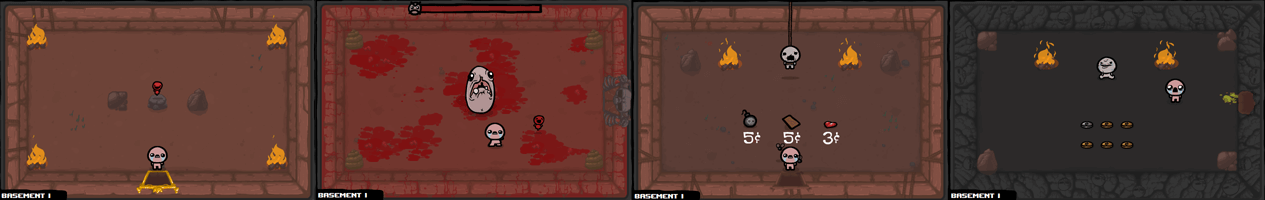 5¢ 5¢ 3¢
BASEMENT I BASEMENT I BASEMENT I BASEMENT I